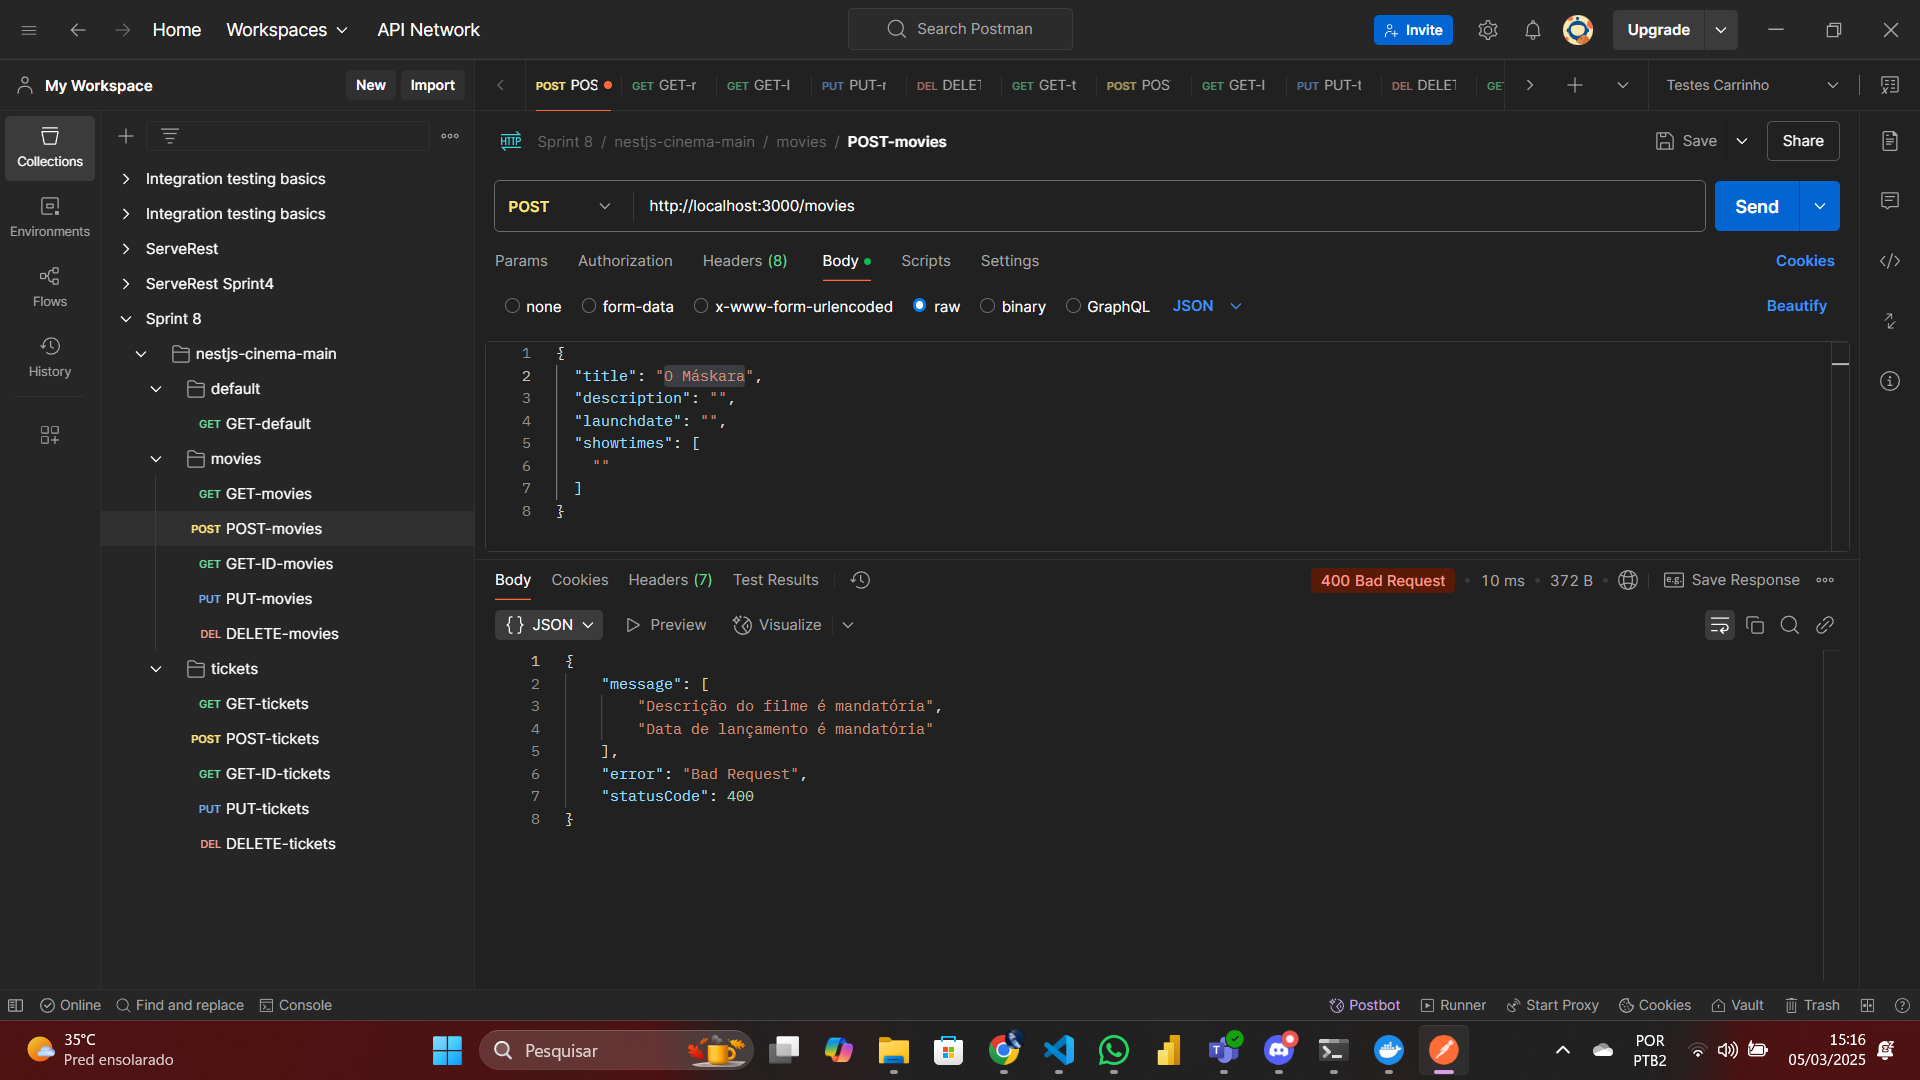 Home
Workspaces
API Network
Search Postman
Invite
Upgrade
My Workspace
New
Import
POST POS
GET GET-r
GET GET-I
PUT PUT-r
DEL DELET
GET GET-t
POST POS
GET GET-I
PUT PUT-t
DEL DELET
GE
Testes Carrinho
Collections
Environments
Flows
History
Integration testing basics
Integration testing basics
ServeRest
ServeRest Sprint4
Sprint 8
nestjs-cinema-main
default
GET GET-default
movies
GET GET-movies
POST POST-movies
GET GET-ID-movies
PUT PUT-movies
DEL DELETE-movies
tickets
GET GET-tickets
POST POST-tickets
GET GET-ID-tickets
PUT PUT-tickets
DEL DELETE-tickets
HTTP Sprint 8 / nestjs-cinema-main / movies / POST-movies
Save
Share
POST
http://localhost:3000/movies
Send
Params
Authorization
Headers (8)
Body
Scripts
Settings
Cookies
none
form-data
x-www-form-urlencoded
raw
binary
GraphQL
JSON
Beautify
1 {
2 "title": "O Máskara",
3 "description": "",
4 "launchdate": "",
5 "showtimes": [
6 ""
7 ]
8 }
Body
Cookies
Headers (7)
Test Results
400 Bad Request
10 ms
372 B
e.g. Save Response
{} JSON
Preview
Visualize
1 {
2 "message": [
3 "Descrição do filme é mandatória",
4 "Data de lançamento é mandatória"
5 ],
6 "error": "Bad Request",
7 "statusCode": 400
8 }
Online
Find and replace
Console
Postbot
Runner
Start Proxy
Cookies
Vault
Trash
35°C
Pred ensolarado
Pesquisar
POR
PTB2
15:16
05/03/2025